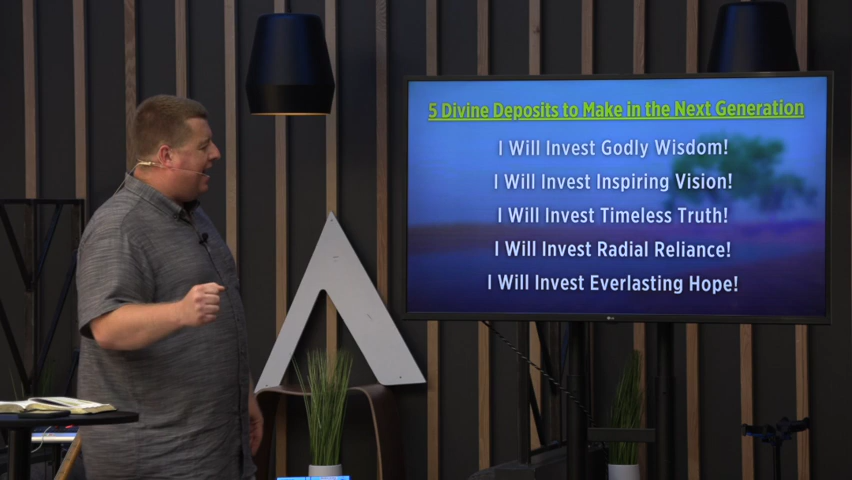 5 Divine Deposits to Make in the Next Generation
I Will Invest Godly Wisdom!
I Will Invest Inspiring Vision!
I Will Invest Timeless Truth!
I Will Invest Radial Reliance!
I Will Invest Everlasting Hope!
LG